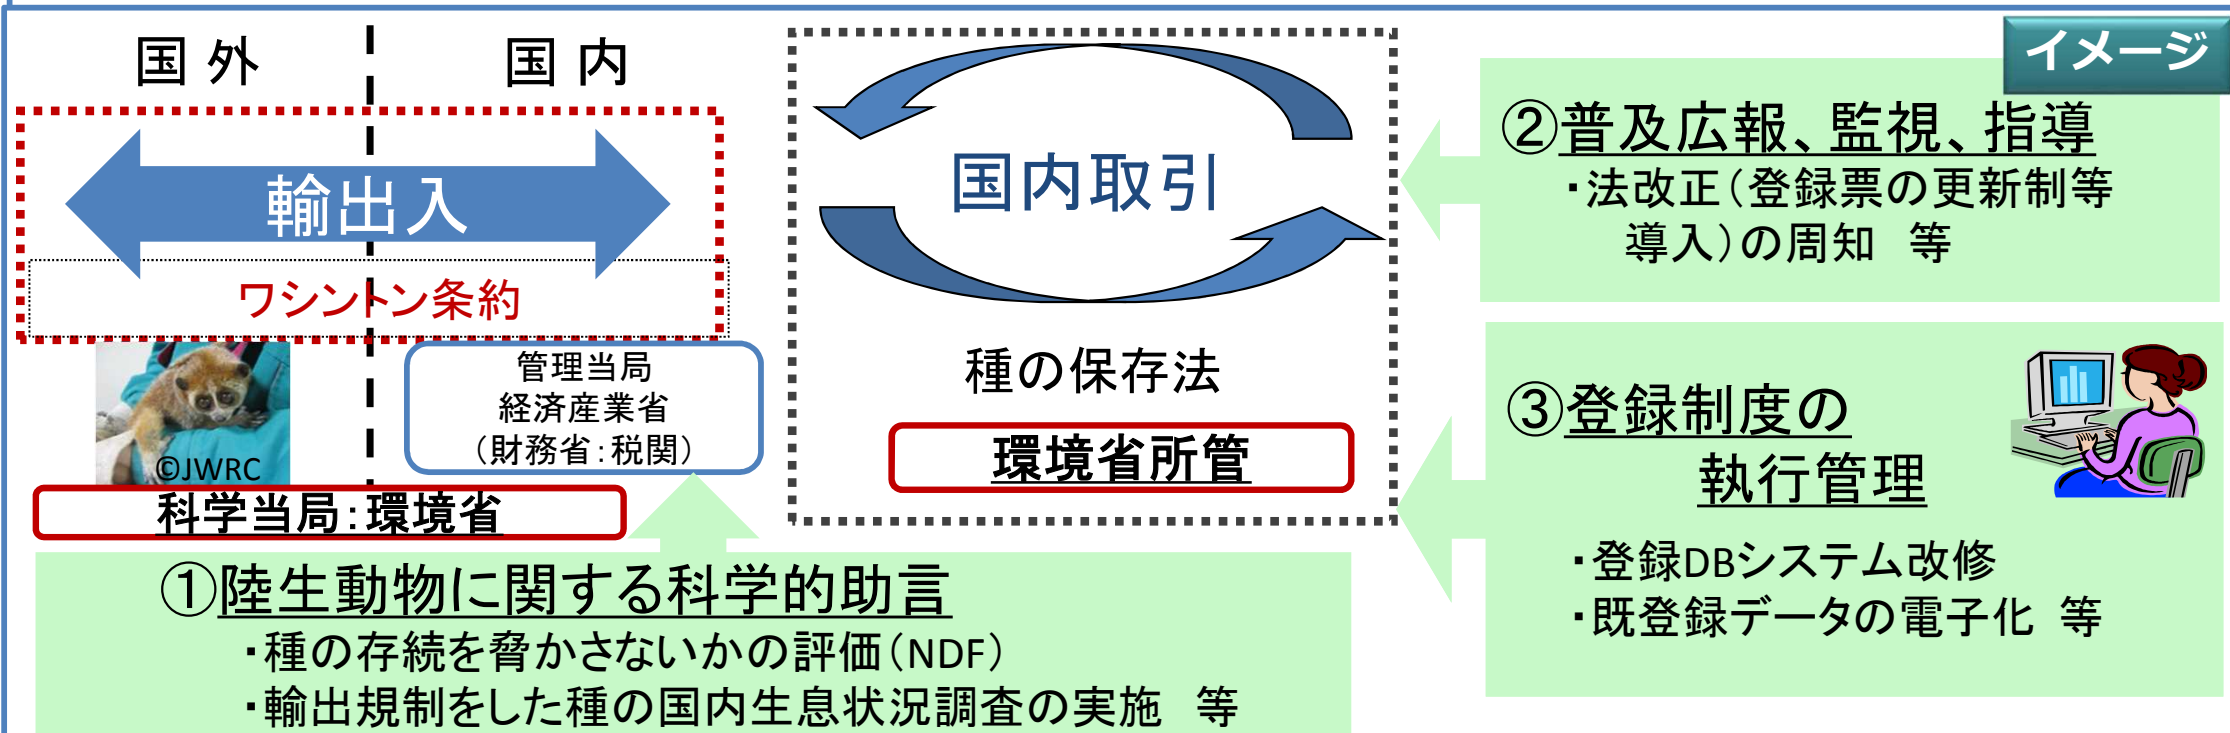 イメージ
国外
国内
輸出入
ワシントン条約
©JWRC
管理当局
経済産業省
（財務省：税関）
科学当局：環境省
国内取引
種の保存法
環境省所管
②普及広報、監視、指導
・法改正（登録票の更新制等
導入）の周知　等
③登録制度の
執行管理
・登録DBシステム改修
・既登録データの電子化　等
①陸生動物に関する科学的助言
・種の存続を脅かさないかの評価（NDF）
・輸出規制をした種の国内生息状況調査の実施　等